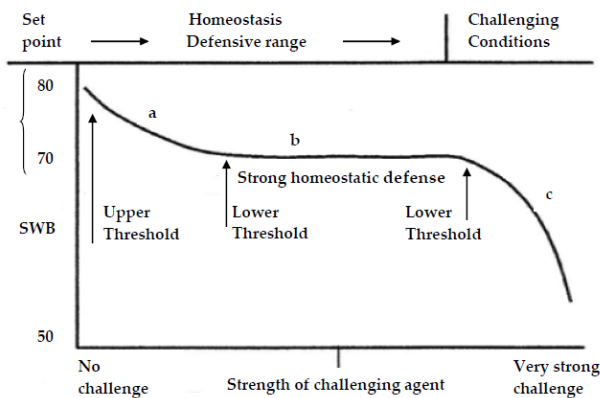 Set
point
Homeostasis
Defensive range
Challenging
Conditions
80
a
b
70
Strong homeostatic defense
c
Upper
Threshold
Lower
Threshold
Lower
Threshold
SWB
50
No
challenge
Strength of challenging agent
Very strong
challenge